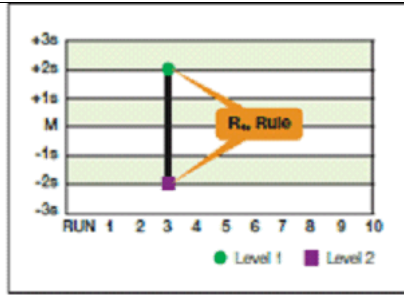 +3s
+2s
+1s
M
-1s
-2s
-3s
R₄ₛ Rule
RUN 1 2 3 4 5 6 7 8 9 10
Level 1 Level 2